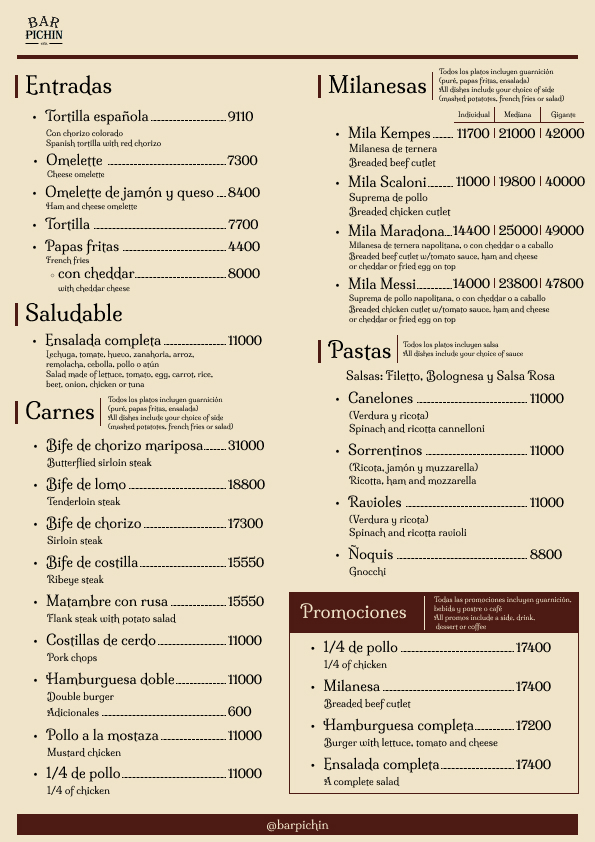 BAR
PICHIN
Entradas
• Tortilla española 9110
Con chorizo colorado
Spanish tortilla with red chorizo
• Omelette 7300
Cheese omelette
• Omelette de jamón y queso 8400
Ham and cheese omelette
• Tortilla 7700
• Papas fritas 4400
French fries
◦ con cheddar 8000
with cheddar cheese
Saludable
• Ensalada completa 11000
Lechuga, tomate, huevo, zanahoria, arroz,
remolacha, cebolla, pollo o atún
Salad made of lettuce, tomato, egg, carrot, rice,
beet, onion, chicken or tuna
Carnes
Todos los platos incluyen guarnición
(puré, papas fritas, ensalada)
All dishes include your choice of side
(mashed potatotes, french fries or salad)
• Bife de chorizo mariposa 31000
Butterflied sirloin steak
• Bife de lomo 18800
Tenderloin steak
• Bife de chorizo 17300
Sirloin steak
• Bife de costilla 15550
Ribeye steak
• Matambre con rusa 15550
Flank steak with potato salad
• Costillas de cerdo 11000
Pork chops
• Hamburguesa doble 11000
Double burger
Adicionales 600
• Pollo a la mostaza 11000
Mustard chicken
• 1/4 de pollo 11000
1/4 of chicken
Milanesas
Todos los platos incluyen guarnición
(puré, papas fritas, ensalada)
All dishes include your choice of side
(mashed potatotes, french fries or salad)
Individual | Mediana | Gigante
• Mila Kempes 11700 | 21000 | 42000
Milanesa de ternera
Breaded beef cutlet
• Mila Scaloni 11000 | 19800 | 40000
Suprema de pollo
Breaded chicken cutlet
• Mila Maradona 14400 | 25000 | 49000
Milanesa de ternera napolitana, o con cheddar o a caballo
Breaded beef cutlet w/tomato sauce, ham and cheese
or cheddar or fried egg on top
• Mila Messi 14000 | 23800 | 47800
Suprema de pollo napolitana, o con cheddar o a caballo
Breaded chicken cutlet w/tomato sauce, ham and cheese
or cheddar or fried egg on top
Pastas
Todos los platos incluyen salsa
All dishes include your choice of sauce
Salsas: Filetto, Bolognesa y Salsa Rosa
• Canelones 11000
(Verdura y ricota)
Spinach and ricotta cannelloni
• Sorrentinos 11000
(Ricota, jamón y muzzarella)
Ricotta, ham and mozzarella
• Ravioles 11000
(Verdura y ricota)
Spinach and ricotta ravioli
• Ñoquis 8800
Gnocchi
Promociones
Todas las promociones incluyen guarnición,
bebida y postre o café
All promos include a side, drink,
dessert or coffee
• 1/4 de pollo 17400
1/4 of chicken
• Milanesa 17400
Breaded beef cutlet
• Hamburguesa completa 17200
Burger with lettuce, tomato and cheese
• Ensalada completa 17400
A complete salad
@barpichin